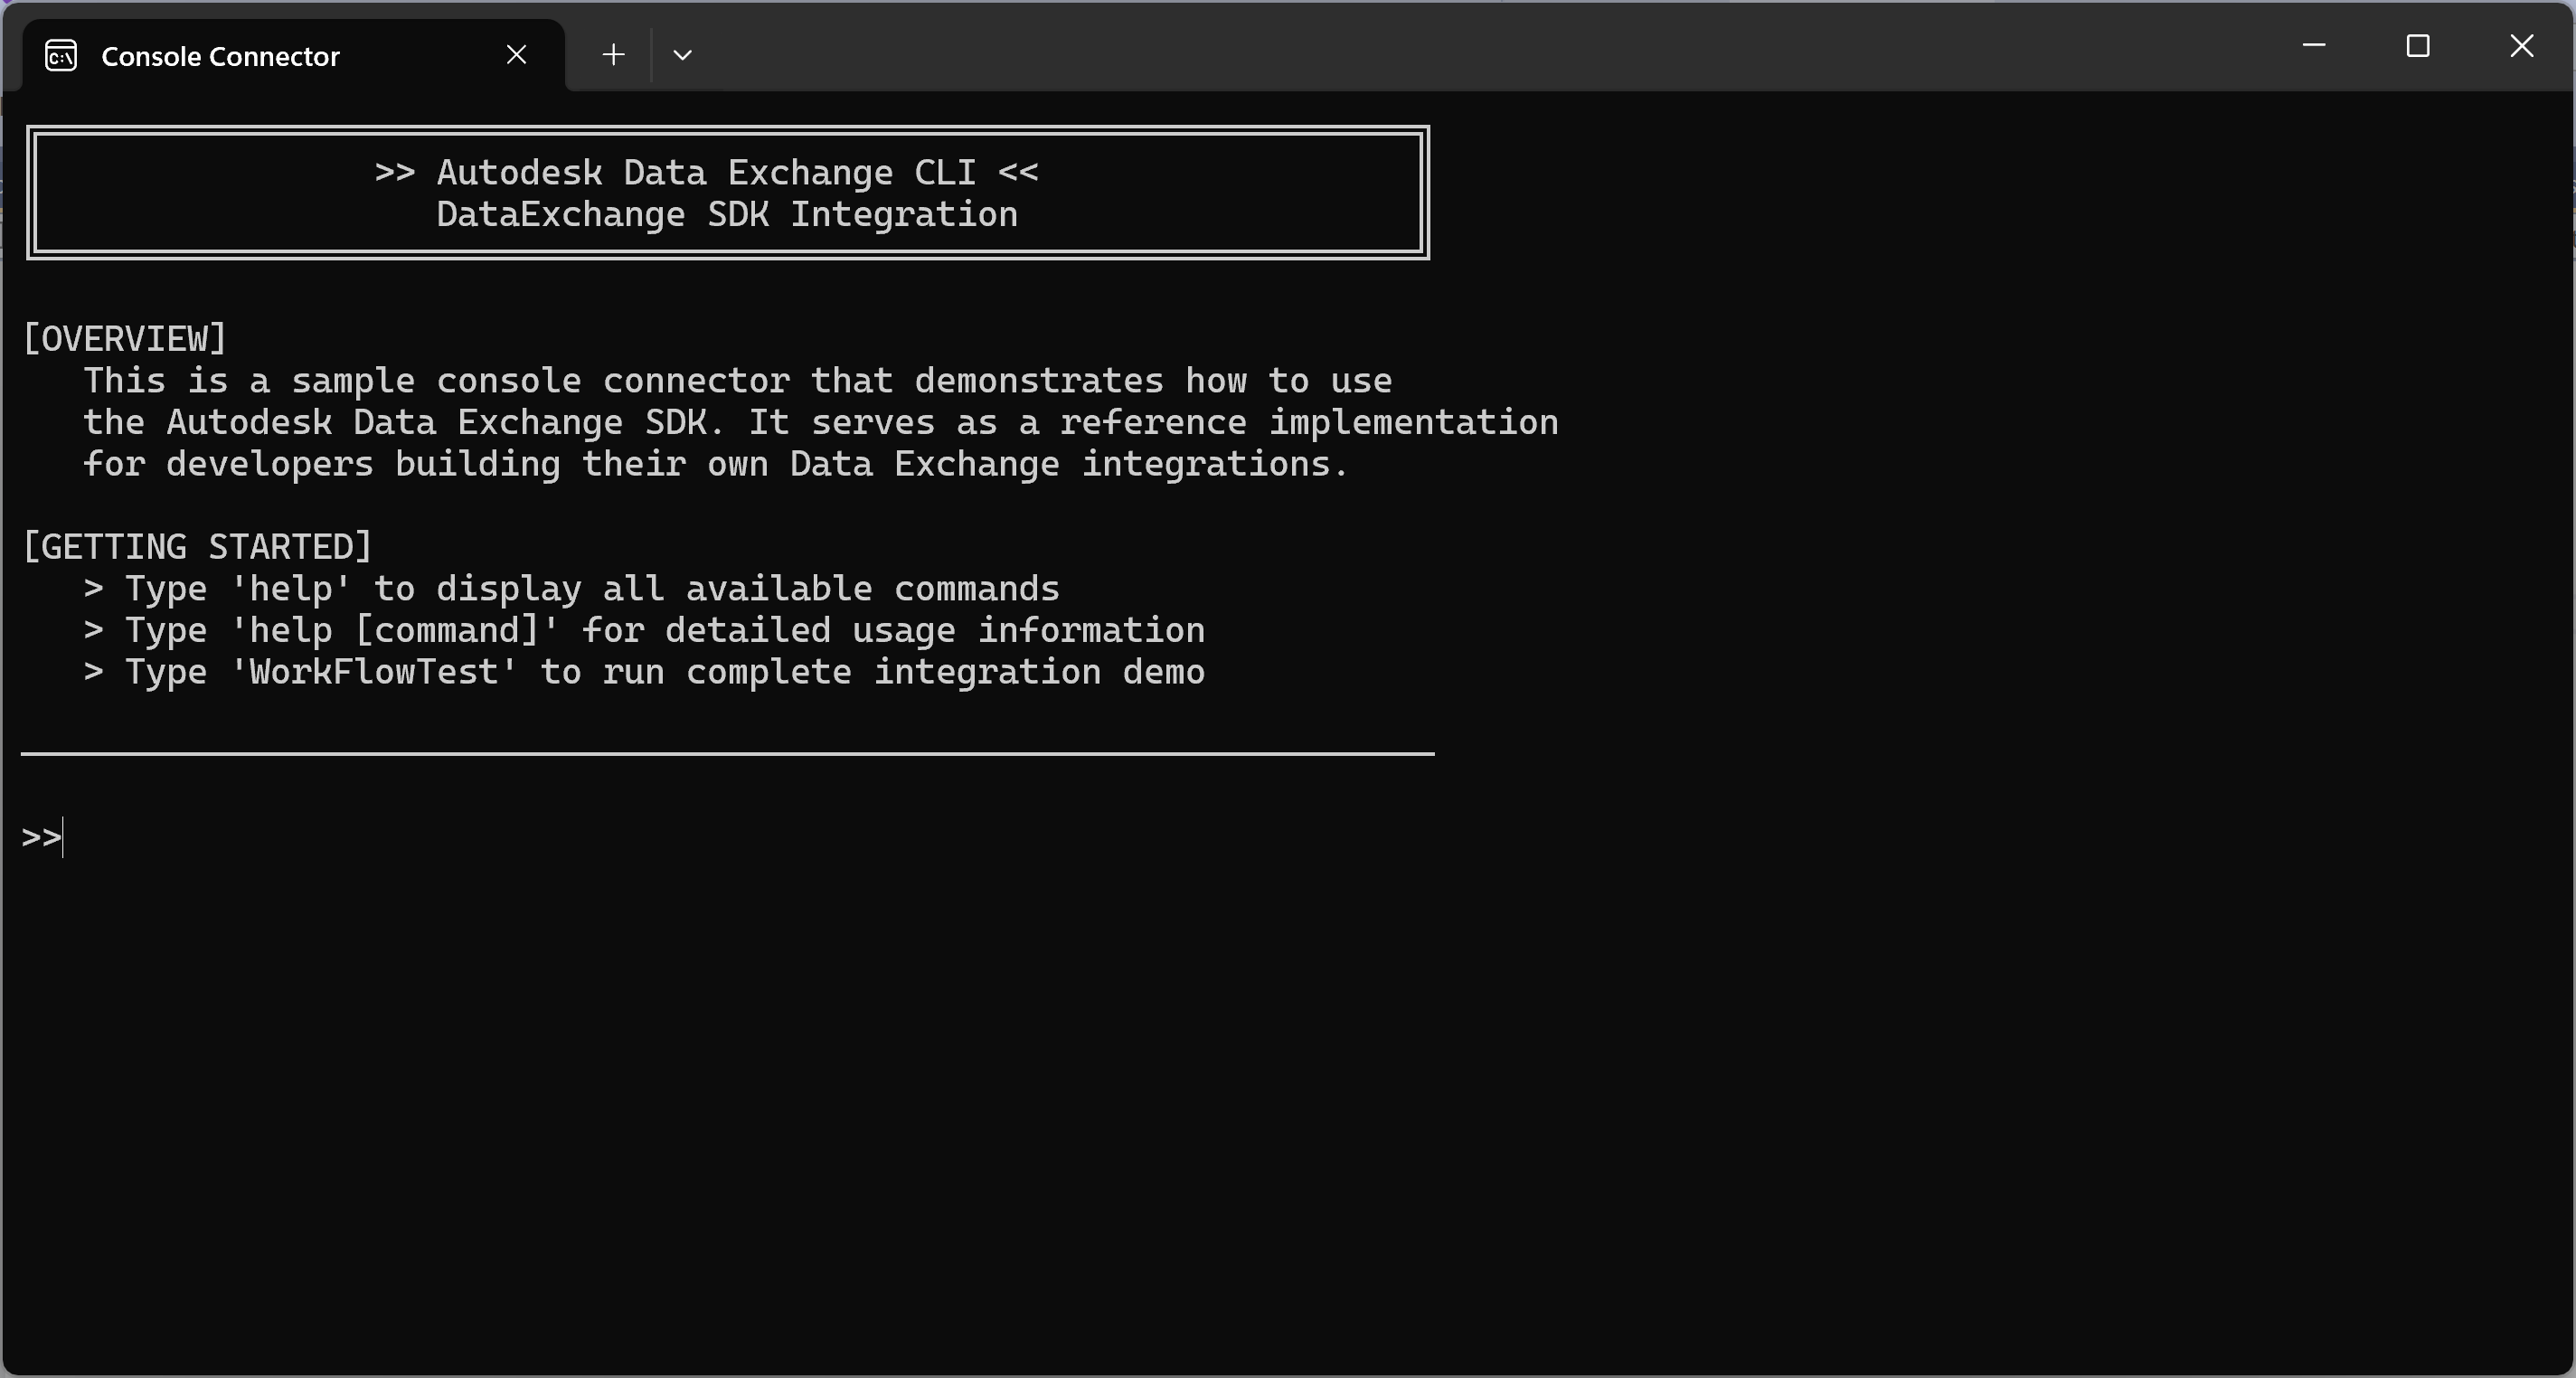 Console Connector
>> Autodesk Data Exchange CLI <<
DataExchange SDK Integration
[OVERVIEW]
This is a sample console connector that demonstrates how to use
the Autodesk Data Exchange SDK. It serves as a reference implementation
for developers building their own Data Exchange integrations.
[GETTING STARTED]
> Type 'help' to display all available commands
> Type 'help [command]' for detailed usage information
> Type 'WorkFlowTest' to run complete integration demo
>>